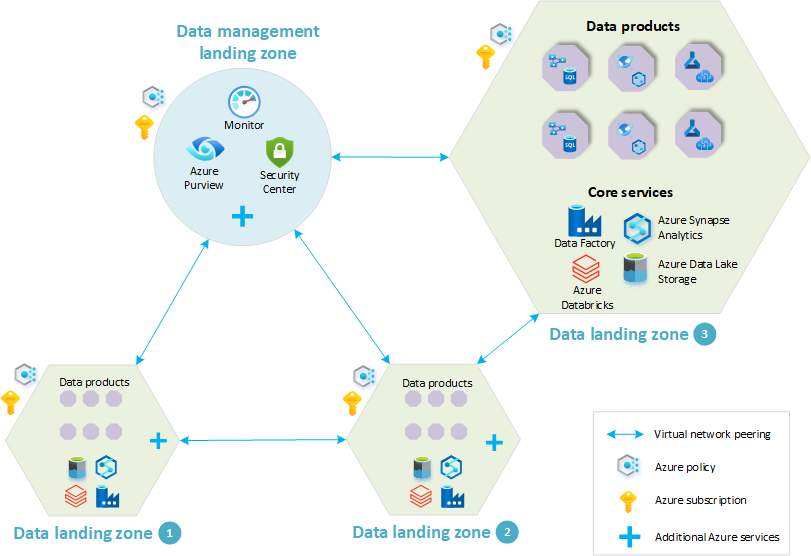 Data management
landing zone
Monitor
Azure
Purview
Security
Center
Data products
SQL
SQL
Core services
Data Factory
Azure Synapse
Analytics
Azure
Databricks
Azure Data Lake
Storage
Data landing zone 3
Data products
Data landing zone 1
Data products
Data landing zone 2
Virtual network peering
Azure policy
Azure subscription
Additional Azure services